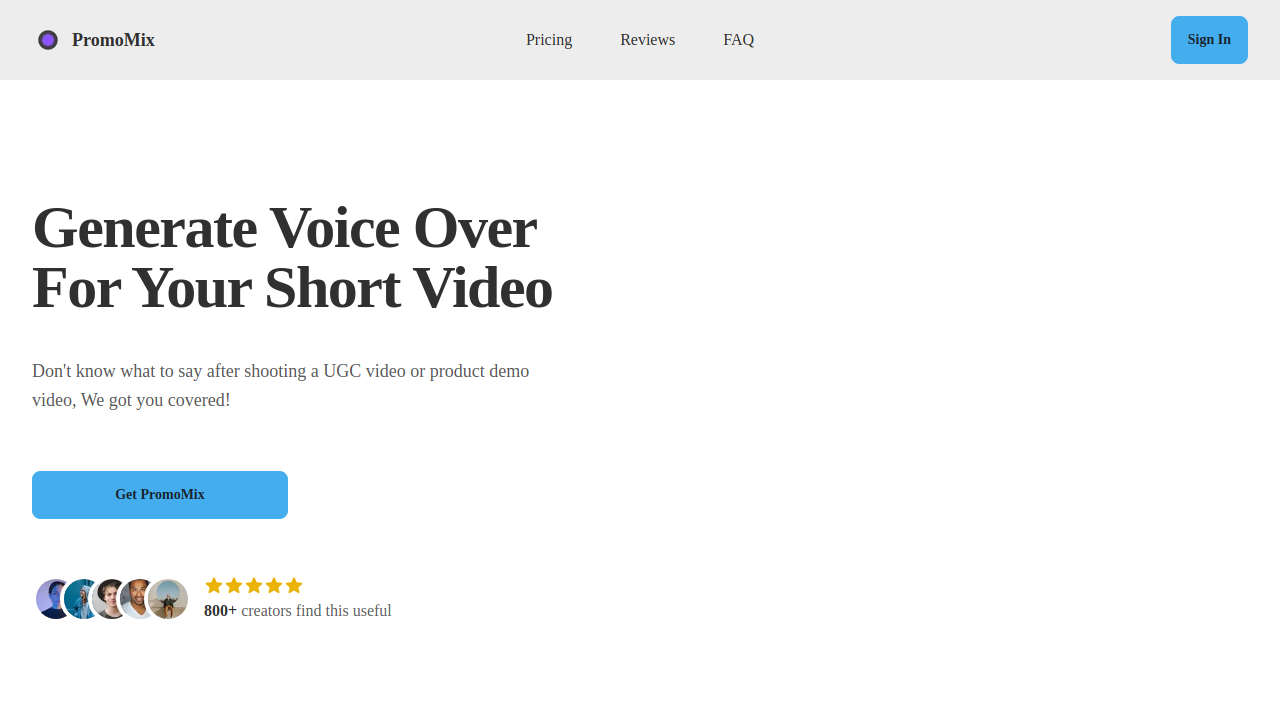 PromoMix
Pricing
Reviews
FAQ
Sign In
Generate Voice Over
For Your Short Video
Don't know what to say after shooting a UGC video or product demo
video, We got you covered!
Get PromoMix
800+ creators find this useful